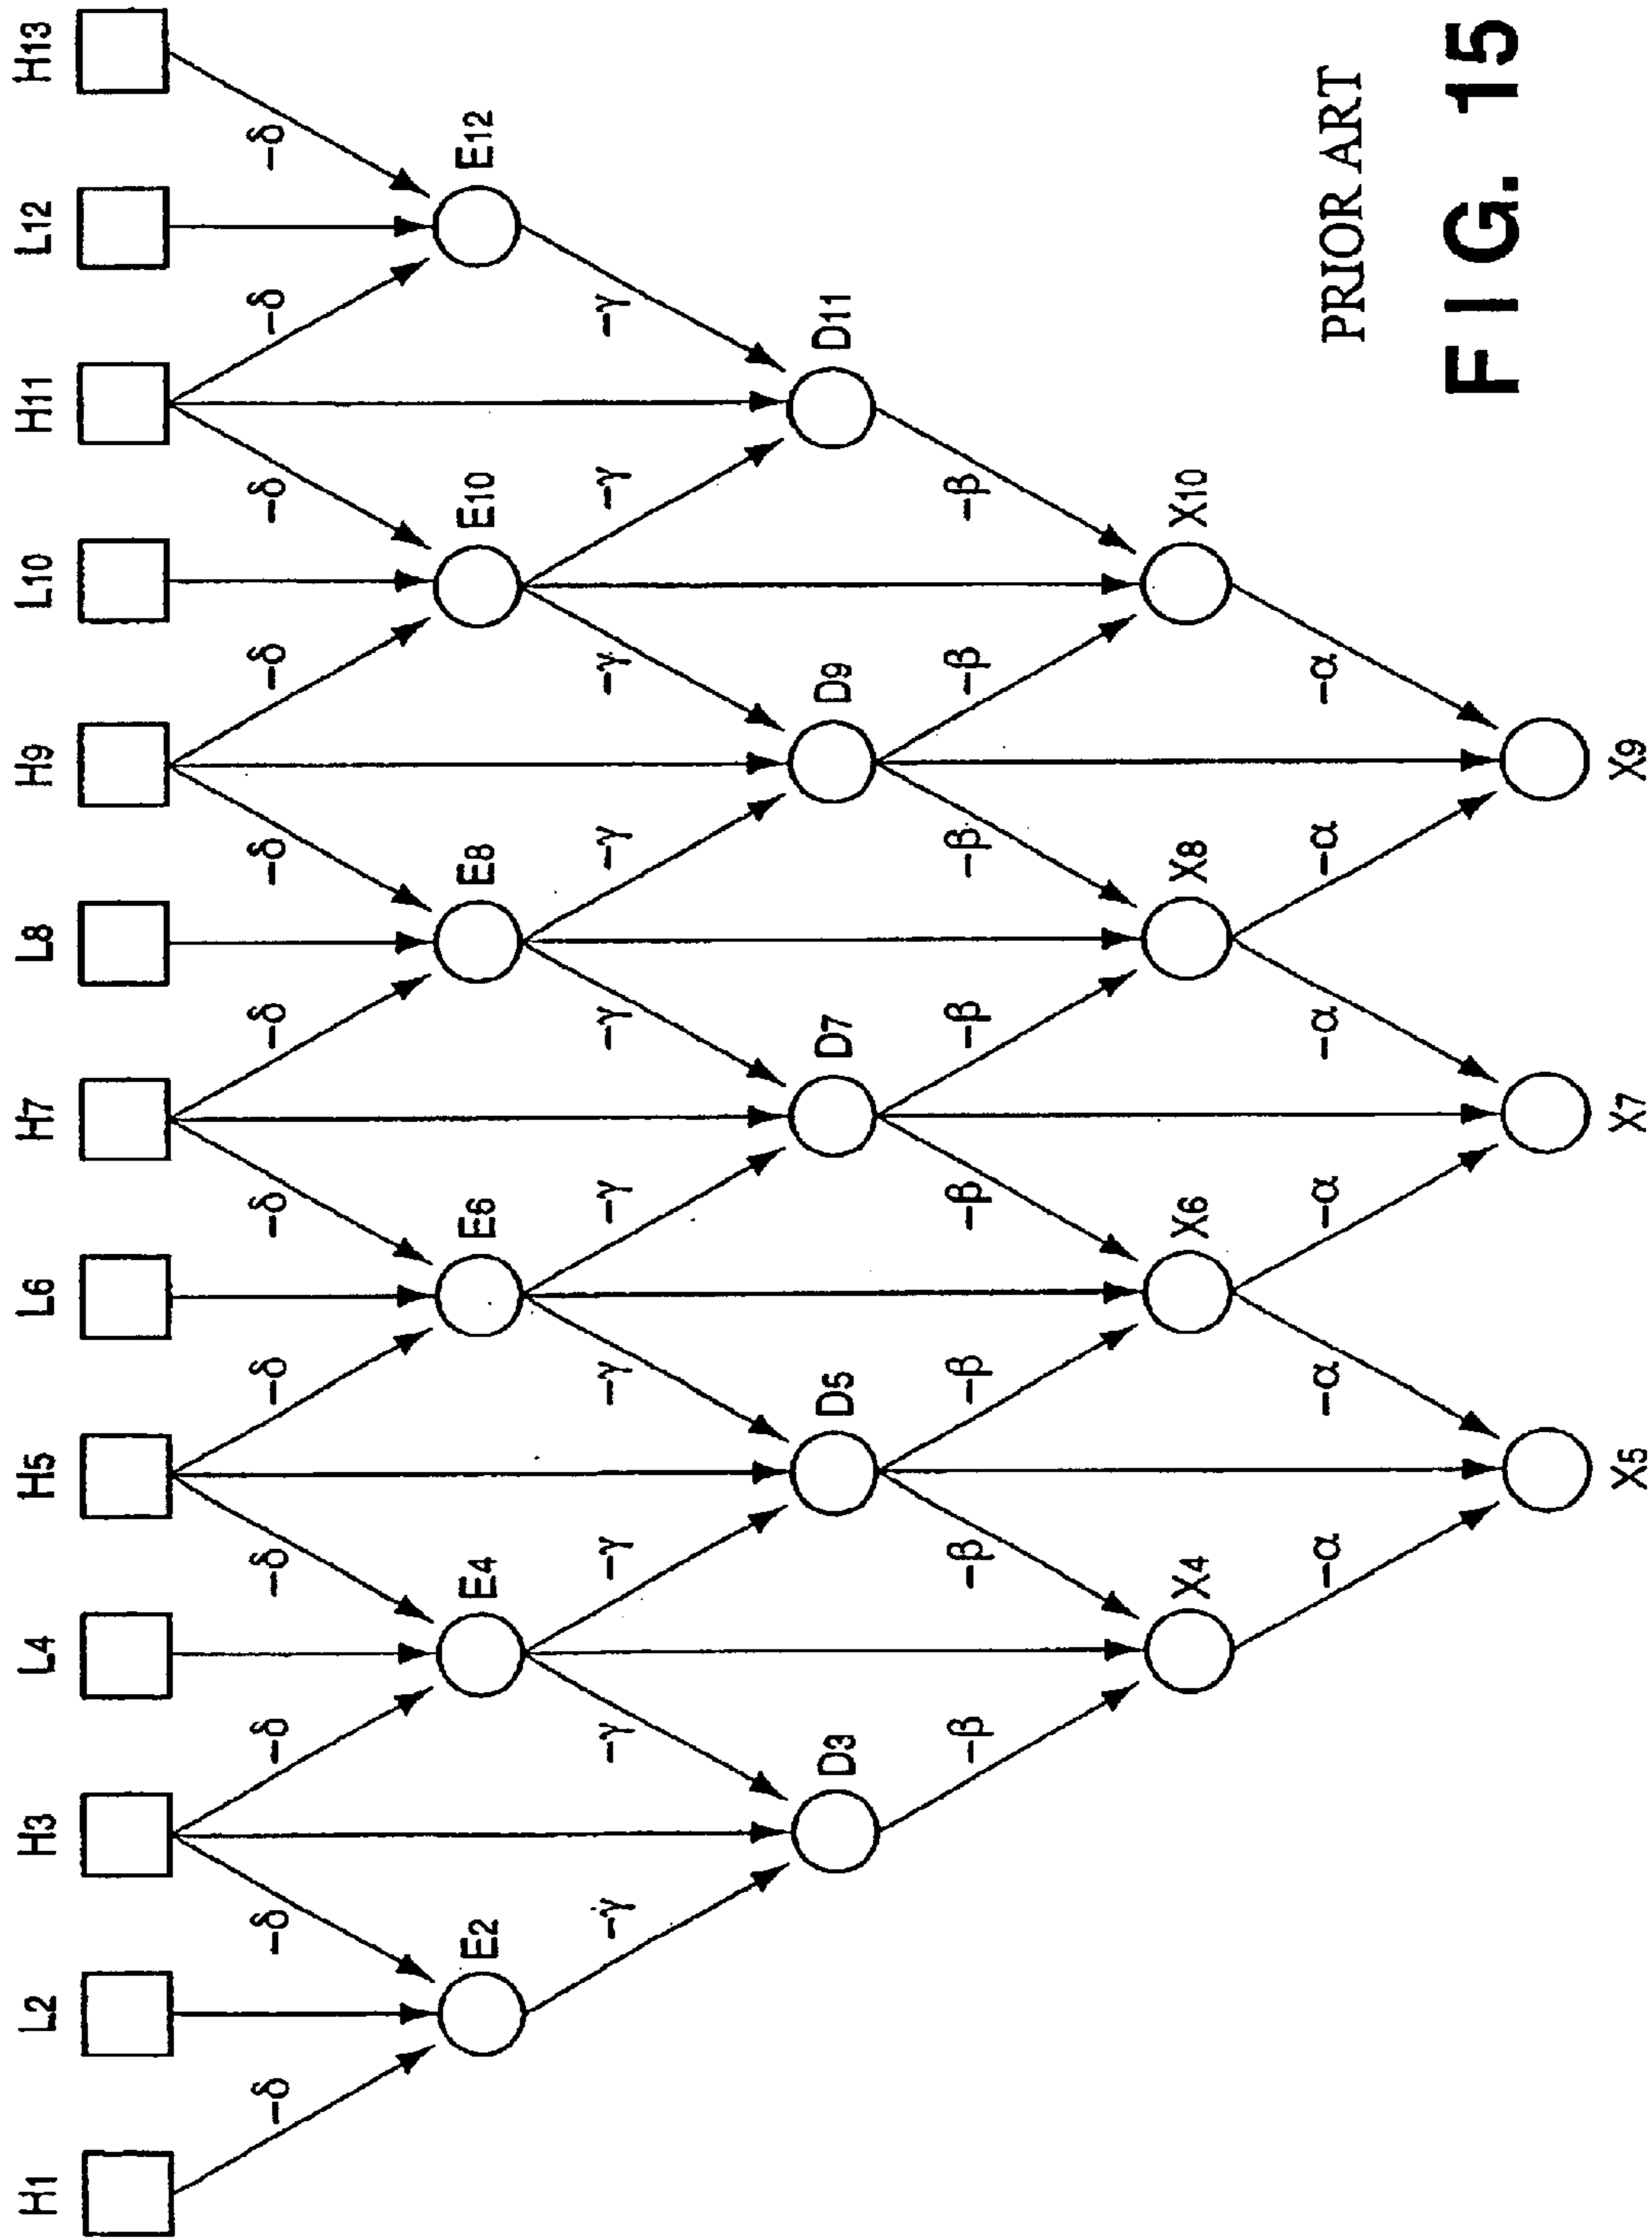 H1 L2 H3 L4 H5 L6 H7 L8 H9 L10 H11 L12 H13
-δ -δ -δ -δ -δ -δ -δ -δ -δ -δ -δ -δ
E2 E4 E6 E8 E10 E12
-γ -γ -γ -γ -γ -γ -γ -γ -γ -γ
D3 D5 D7 D9 D11
-β -β -β -β -β -β -β -β
X4 X6 X8 X10
-α -α -α -α -α -α
X5 X7 X9
PRIOR ART
FIG. 15